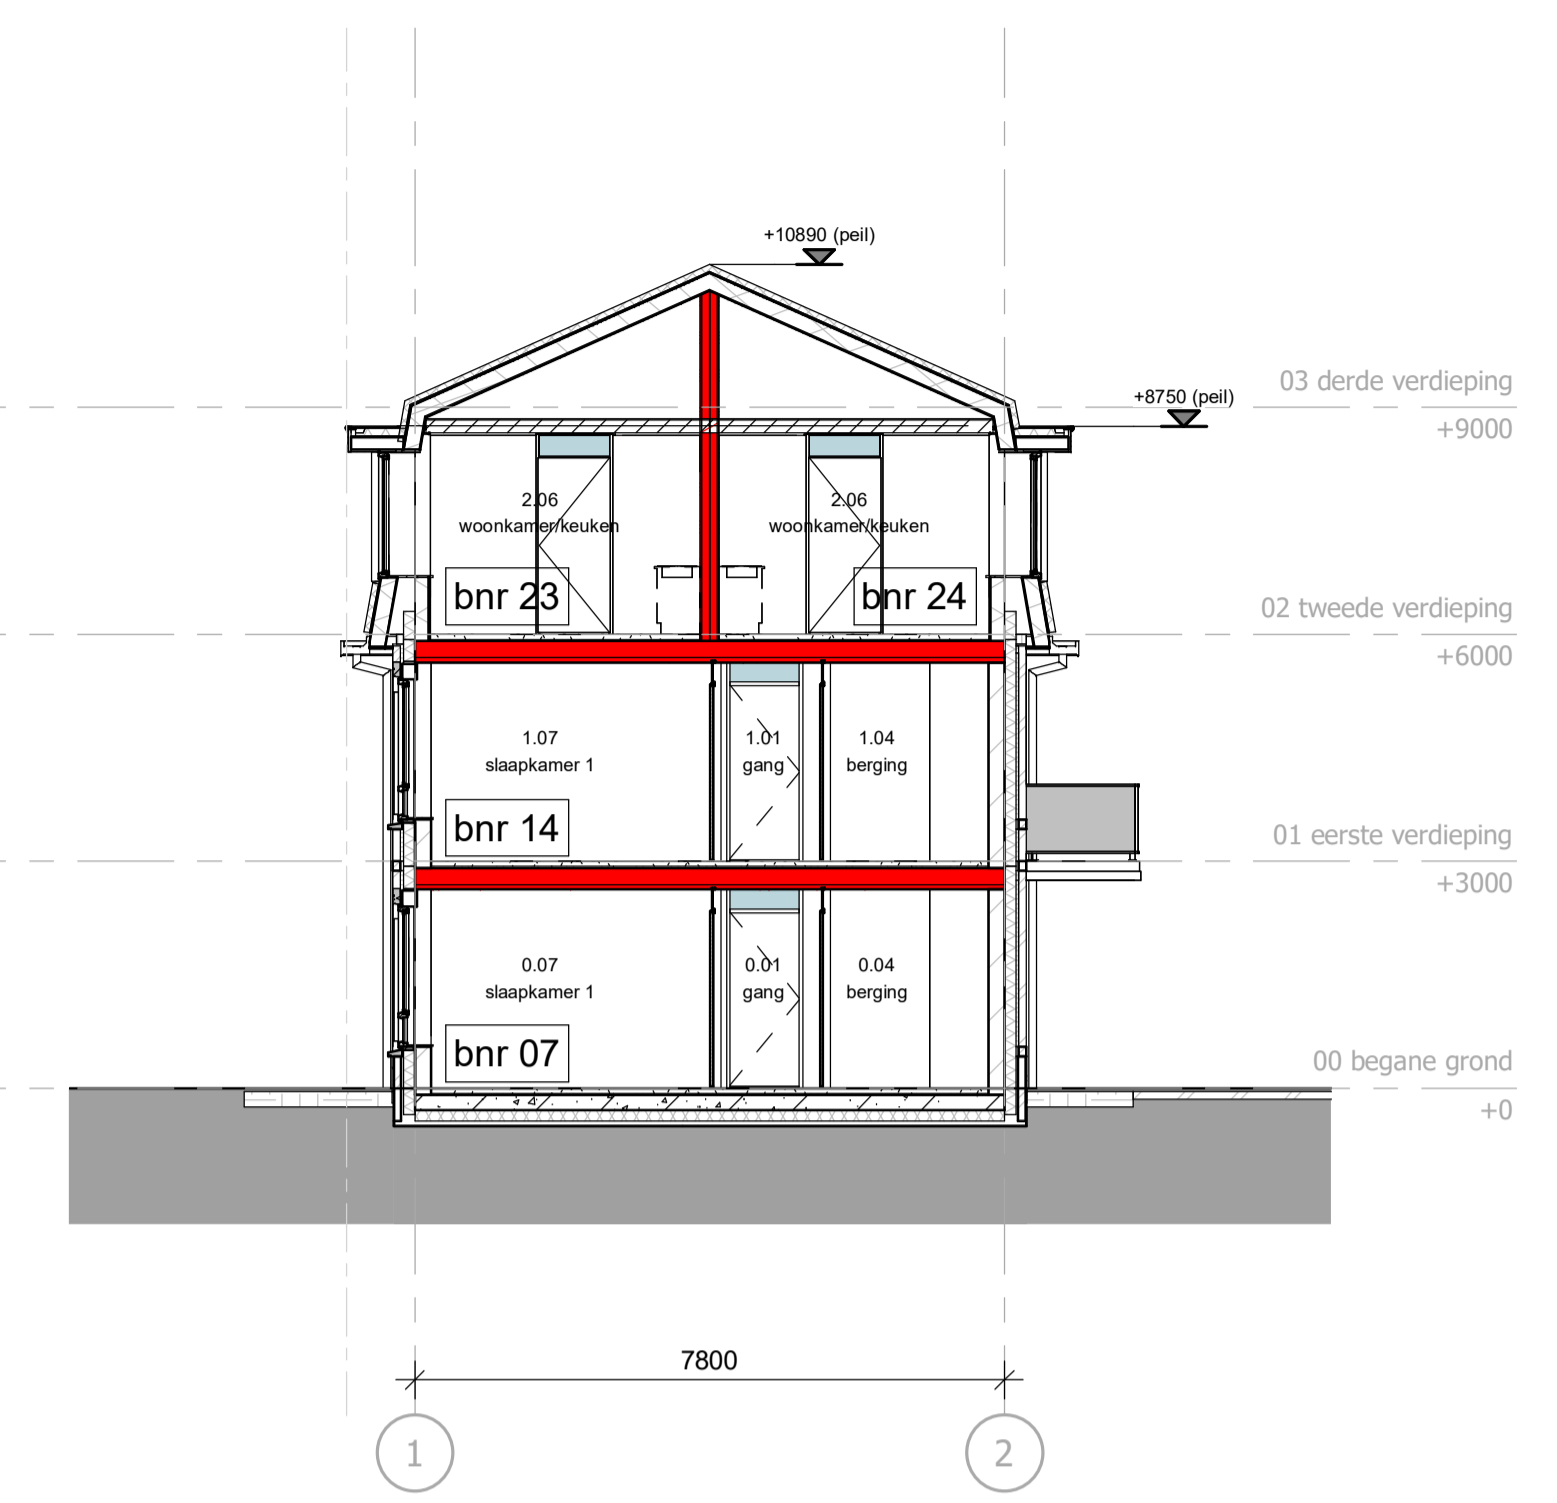 +10890 (peil)
03 derde verdieping
+8750 (peil)
+9000
2.06
woonkamer/keuken
2.06
woonkamer/keuken
bnr 23
bnr 24
02 tweede verdieping
+6000
1.07
slaapkamer 1
1.01
gang
1.04
berging
bnr 14
01 eerste verdieping
+3000
0.07
slaapkamer 1
0.01
gang
0.04
berging
bnr 07
00 begane grond
+0
7800
1
2